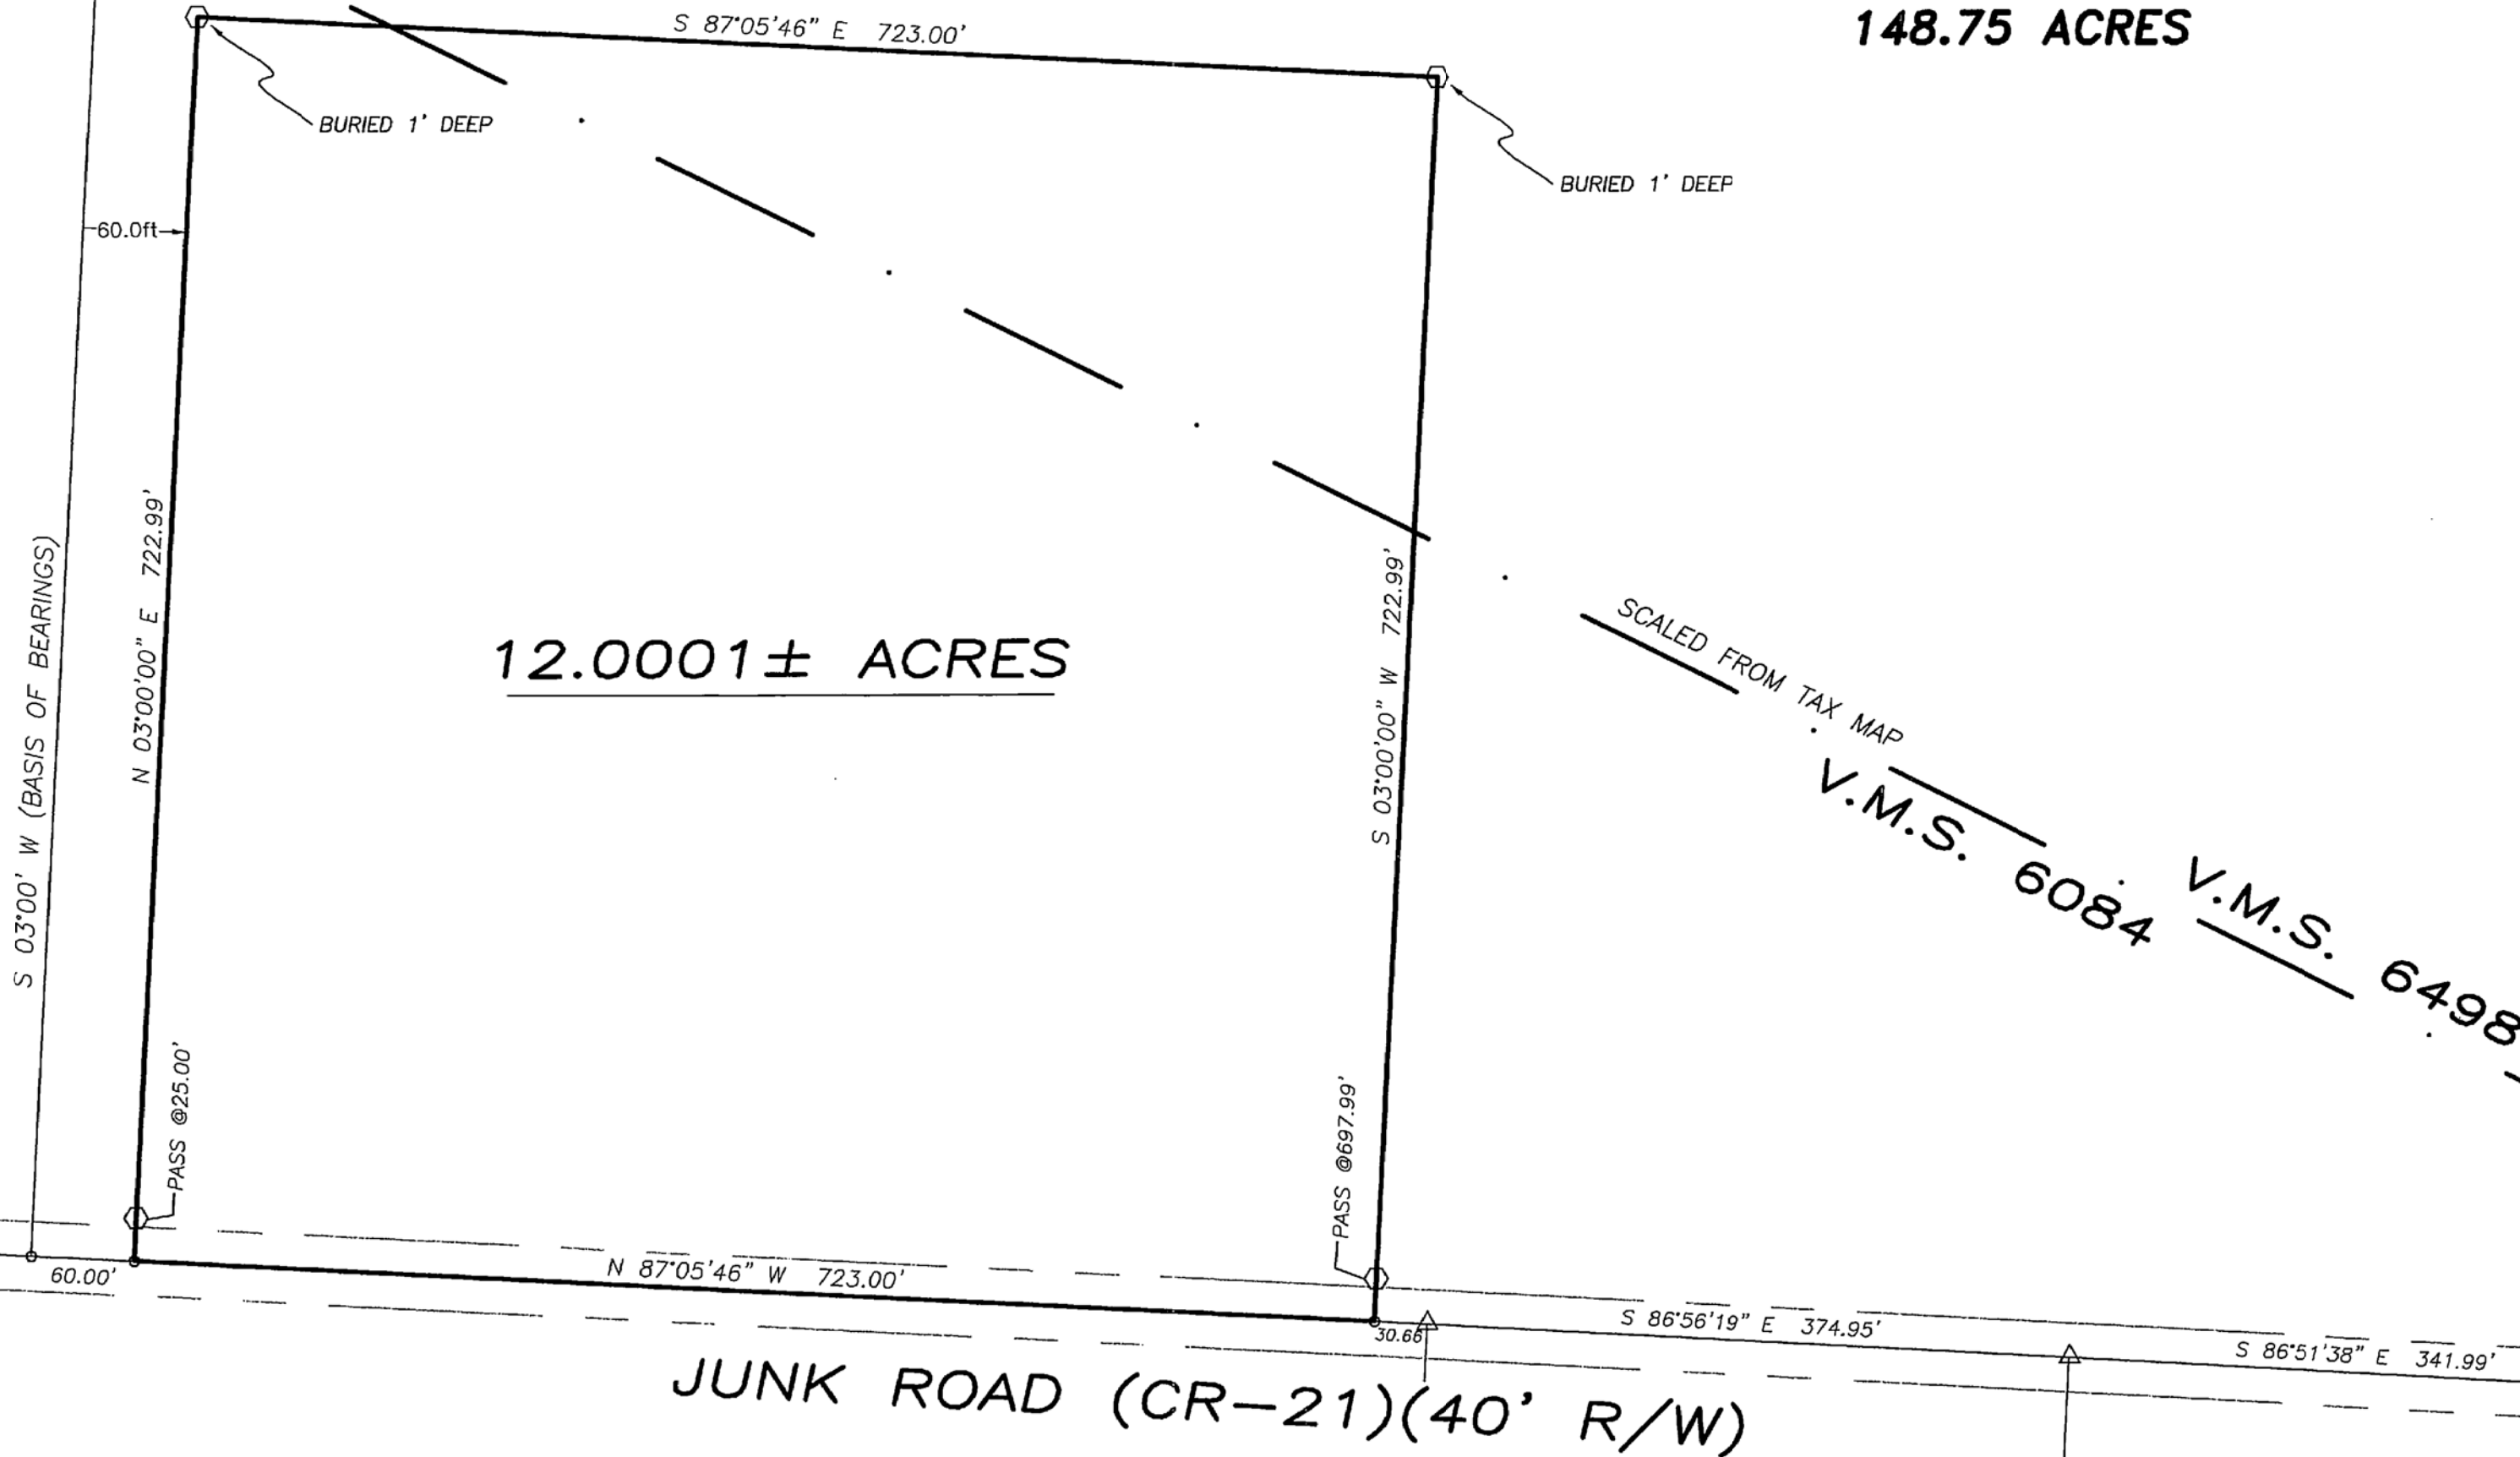 148.75 ACRES
S 87°05'46" E 723.00'
BURIED 1' DEEP
BURIED 1' DEEP
60.0ft
N 03°00'00" E 722.99'
S 03°00' W (BASIS OF BEARINGS)
12.0001± ACRES
S 03°00'00" W 722.99'
SCALED FROM TAX MAP
V.M.S. 6084
V.M.S. 6498
PASS @25.00'
PASS @697.99'
60.00'
N 87°05'46" W 723.00'
30.66
S 86°56'19" E 374.95'
S 86°51'38" E 341.99'
JUNK ROAD (CR-21)(40' R/W)